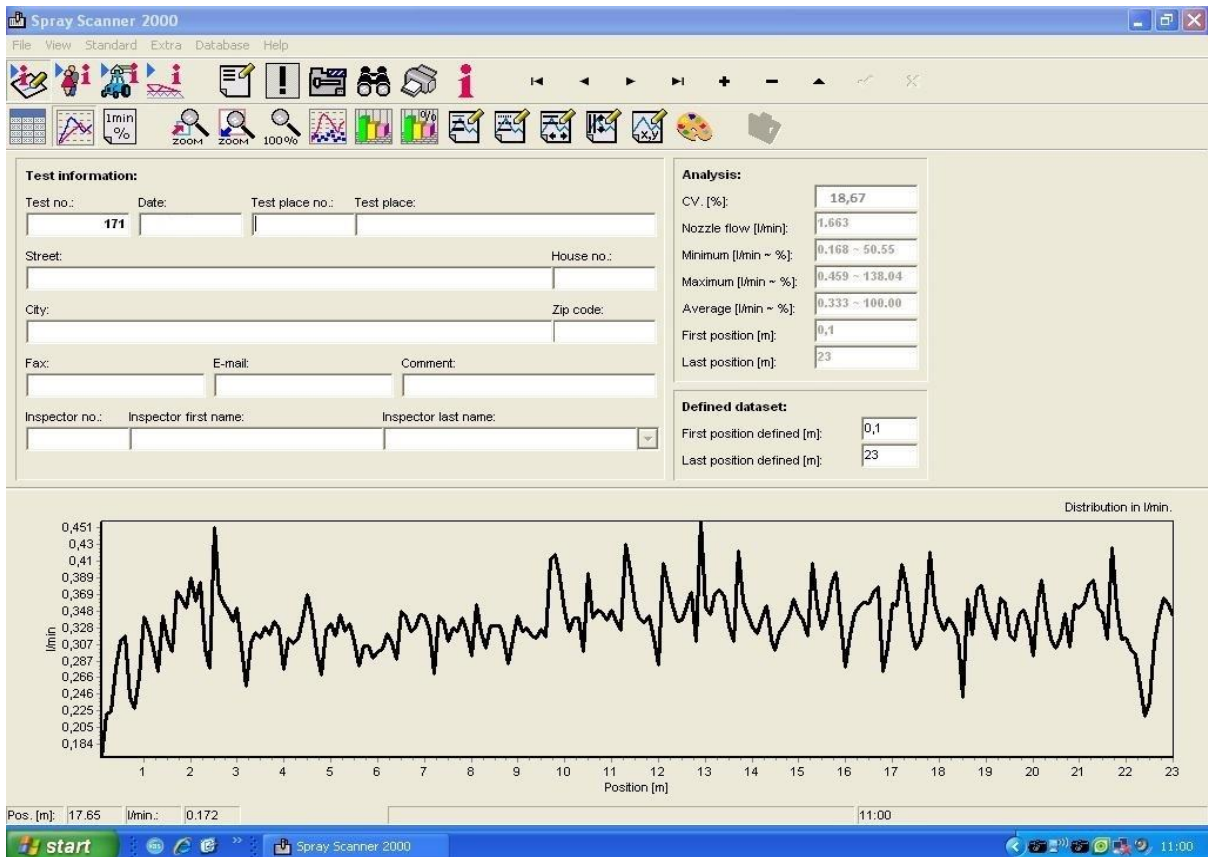 Spray Scanner 2000
File View Standard Extra Database Help
1min %
ZOOM ZOOM 100% %
x,y
Test information:
Test no.: Date: Test place no.: Test place:
171
Street: House no.:
City: Zip code:
Fax: E-mail: Comment:
Inspector no.: Inspector first name: Inspector last name:
Analysis:
CV. [%]: 18,67
Nozzle flow [l/min]: 1.663
Minimum [l/min ~ %]: 0.168 ~ 50.55
Maximum [l/min ~ %]: 0.459 ~ 138.04
Average [l/min ~ %]: 0.333 ~ 100.00
First position [m]: 0,1
Last position [m]: 23
Defined dataset:
First position defined [m]: 0,1
Last position defined [m]: 23
Distribution in l/min.
0,451
0,43
0,41
0,389
0,369
0,348
0,328
0,307
0,287
0,266
0,246
0,225
0,205
0,184
l/min
1 2 3 4 5 6 7 8 9 10 11 12 13 14 15 16 17 18 19 20 21 22 23
Position [m]
Pos. [m]: 17.65 l/min.: 0.172 11:00
start Spray Scanner 2000 11:00